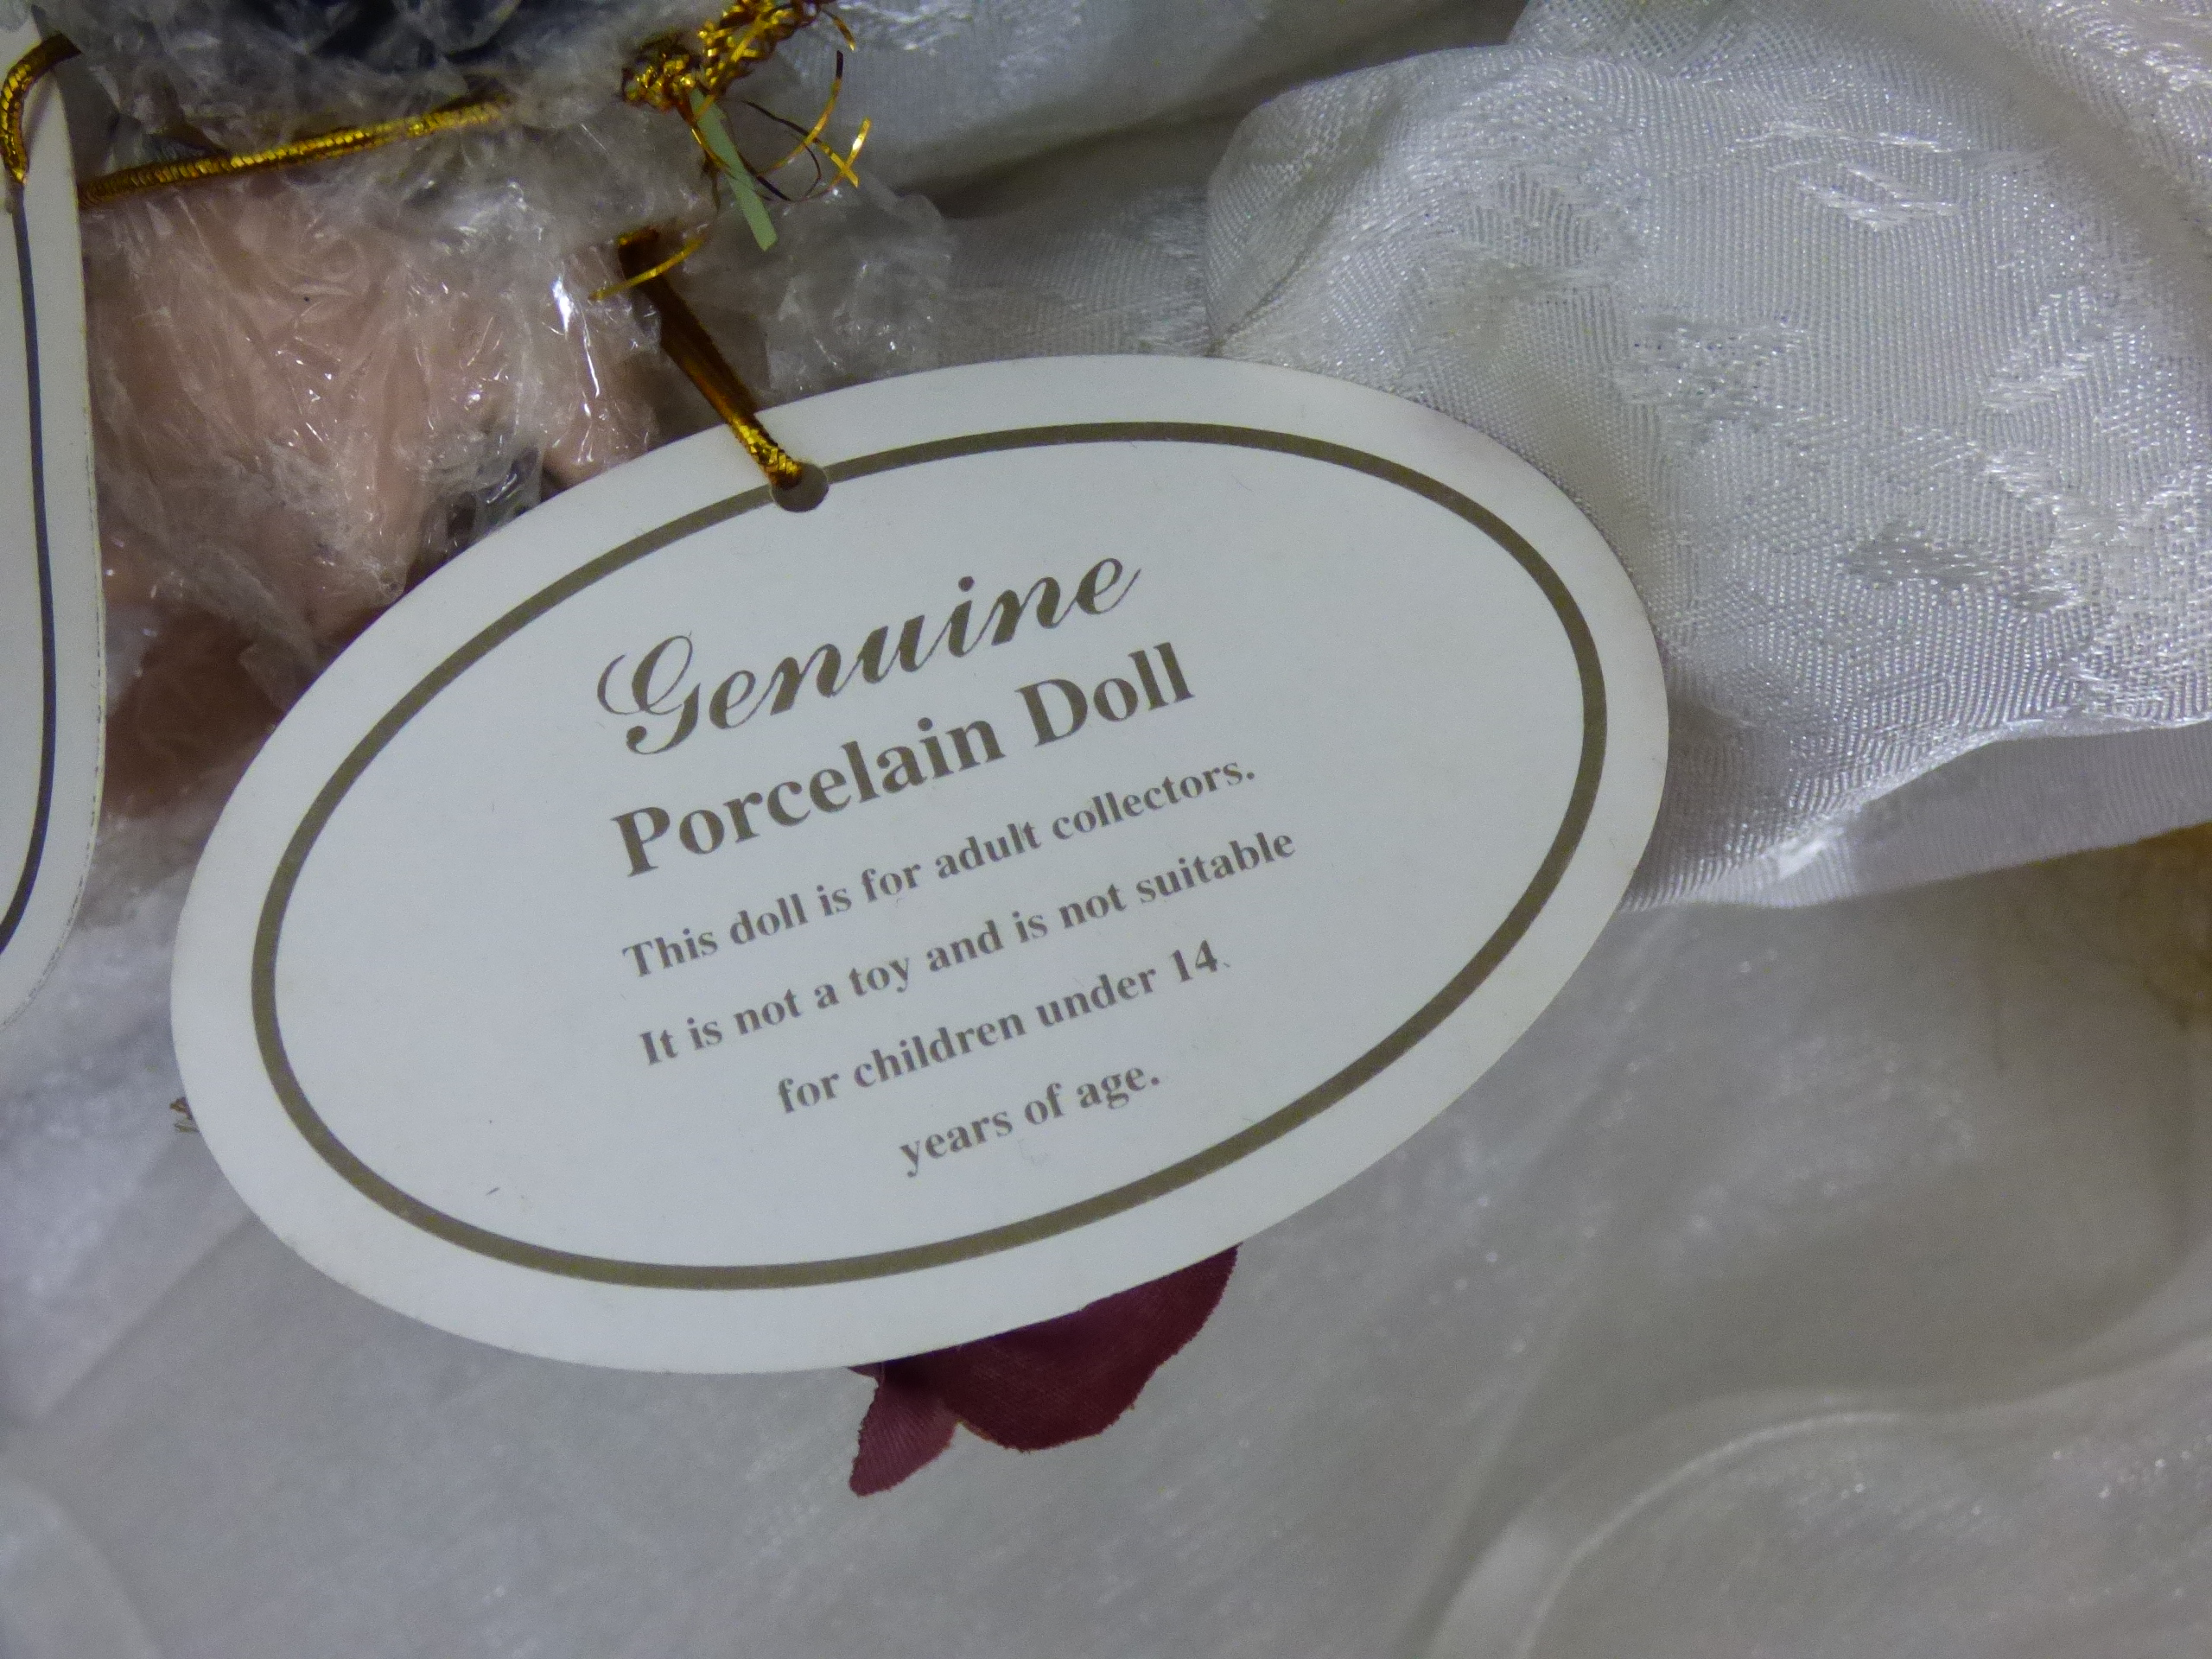 Genuine
Porcelain Doll
This doll is for adult collectors.
It is not a toy and is not suitable
for children under 14
years of age.